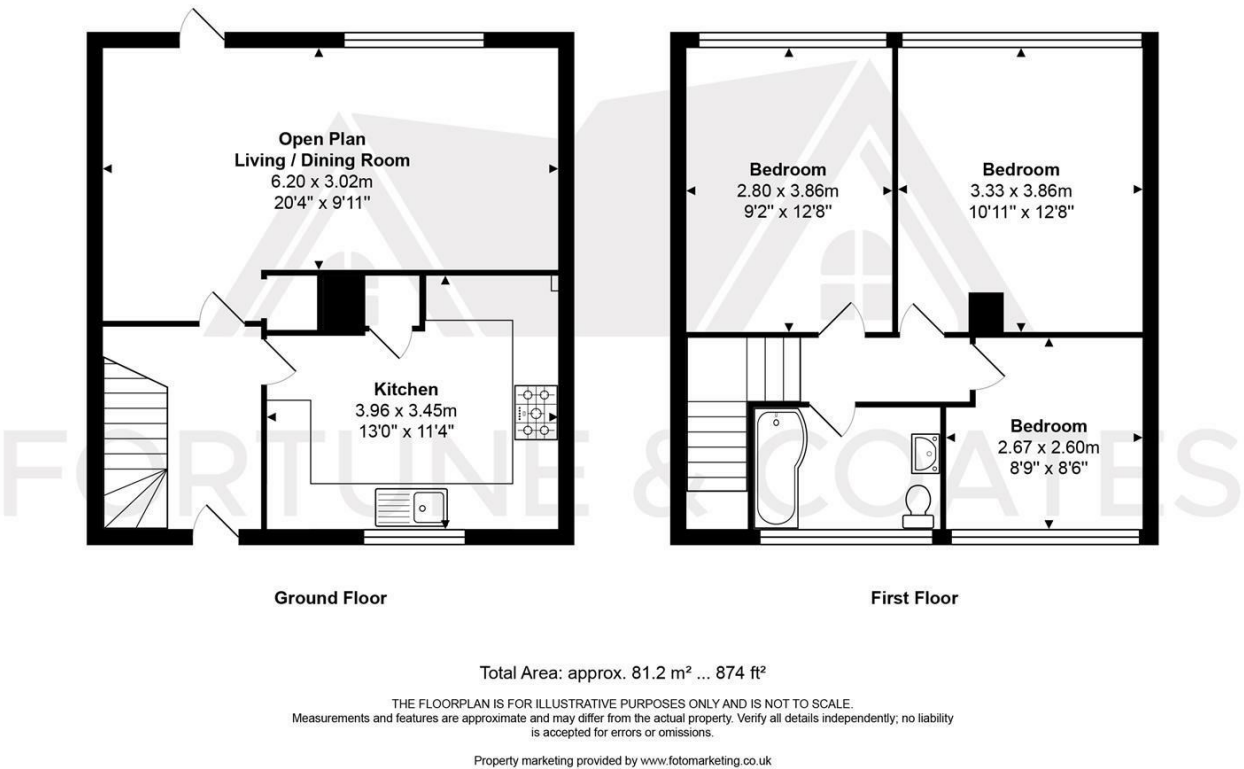 Open Plan
Living / Dining Room
6.20 x 3.02m
20'4" x 9'11"
Kitchen
3.96 x 3.45m
13'0" x 11'4"
Ground Floor
Bedroom
2.80 x 3.86m
9'2" x 12'8"
Bedroom
3.33 x 3.86m
10'11" x 12'8"
Bedroom
2.67 x 2.60m
8'9" x 8'6"
First Floor
FORTUNE & COATES
Total Area: approx. 81.2 m² ... 874 ft²
THE FLOORPLAN IS FOR ILLUSTRATIVE PURPOSES ONLY AND IS NOT TO SCALE.
Measurements and features are approximate and may differ from the actual property. Verify all details independently; no liability
is accepted for errors or omissions.
Property marketing provided by www.fotomarketing.co.uk